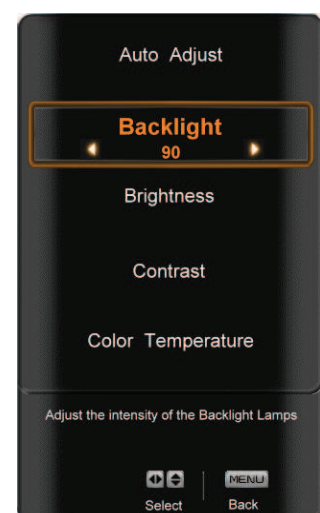 Auto Adjust
Backlight
90
Brightness
Contrast
Color Temperature
Adjust the intensity of the Backlight Lamps
MENU
Select Back